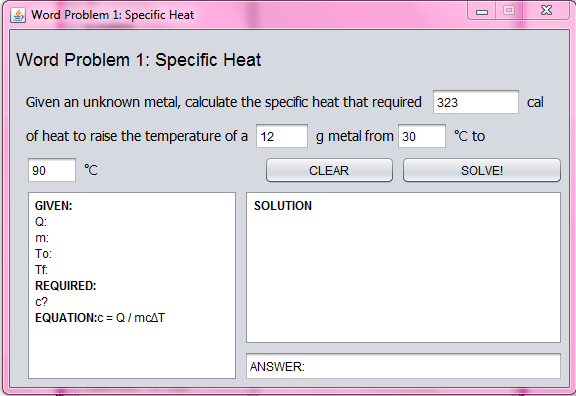 Word Problem 1: Specific Heat
Word Problem 1: Specific Heat
Given an unknown metal, calculate the specific heat that required 323 cal
of heat to raise the temperature of a 12 g metal from 30 °C to
90 °C CLEAR SOLVE!
GIVEN:
Q:
m:
To:
Tf:
REQUIRED:
c?
EQUATION:c = Q / mcΔT
SOLUTION
ANSWER: